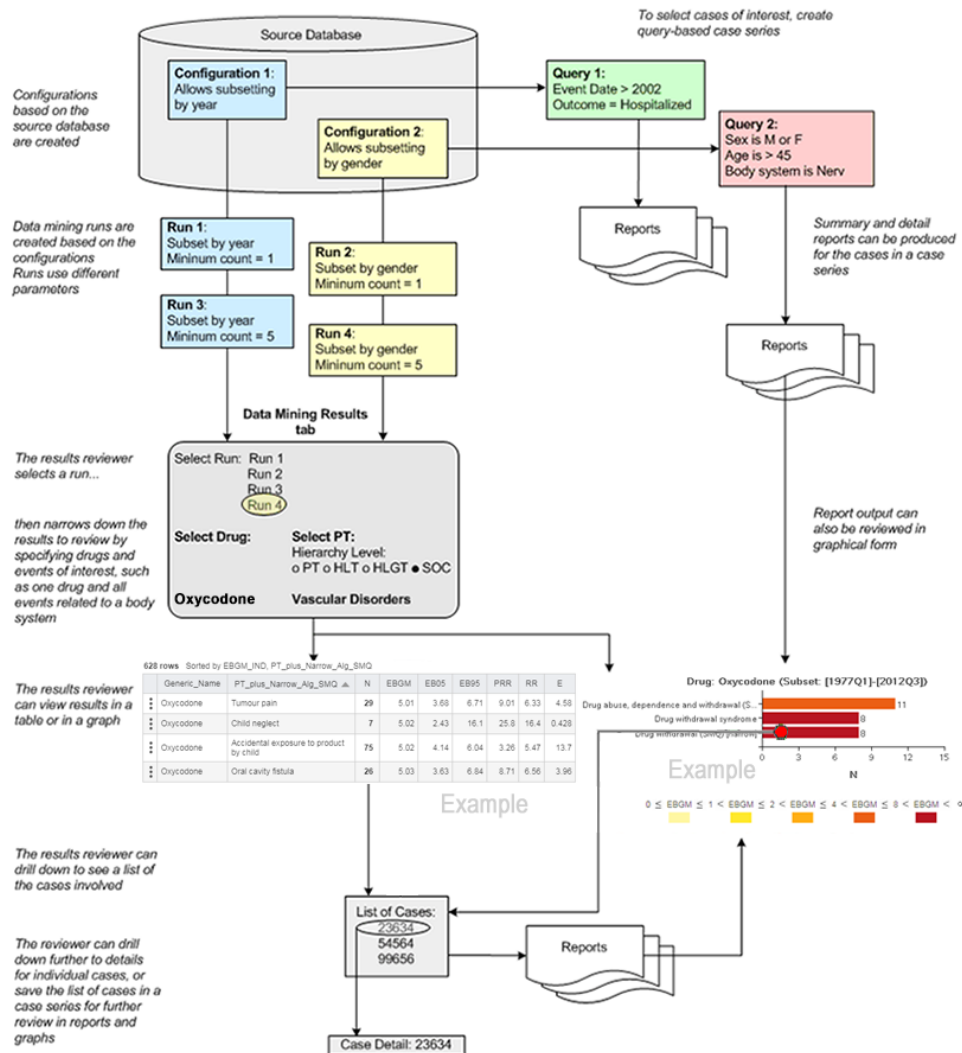 To select cases of interest, create
query-based case series
Source Database
Configuration 1:
Allows subsetting
by year
Query 1:
Event Date > 2002
Outcome = Hospitalized
Configurations
based on the
source database
are created
Configuration 2:
Allows subsetting
by gender
Query 2:
Sex is M or F
Age is > 45
Body system is Nerv
Data mining runs are
created based on the
configurations
Runs use different
parameters
Run 1:
Subset by year
Mininum count = 1
Run 2:
Subset by gender
Mininum count = 1
Reports
Summary and detail
reports can be produced
for the cases in a case
series
Run 3:
Subset by year
Mininum count = 5
Run 4:
Subset by gender
Mininum count = 5
Reports
Data Mining Results
tab
The results reviewer
selects a run...
Select Run: Run 1
Run 2
Run 3
Run 4
then narrows down the
results to review by
specifying drugs and
events of interest, such
as one drug and all
events related to a body
system
Select Drug:
Select PT:
Hierarchy Level:
o PT o HLT o HLGT ● SOC
Oxycodone
Vascular Disorders
Report output can
also be reviewed in
graphical form
The results reviewer
can view results in a
table or in a graph
628 rows Sorted by EBGM_IND, PT_plus_Narrow_Alg_SMQ
Generic_Name PT_plus_Narrow_Alg_SMQ N EBGM EB05 EB95 PRR RR E
Oxycodone Tumour pain 29 5.01 3.68 6.71 9.01 6.33 4.58
Oxycodone Child neglect 7 5.02 2.43 16.1 25.8 16.4 0.428
Oxycodone Accidental exposure to product
by child 75 5.02 4.14 6.04 3.26 5.47 13.7
Oxycodone Oral cavity fistula 26 5.03 3.63 6.84 8.71 6.56 3.96
Example
Drug: Oxycodone (Subset: [1977Q1]-[2012Q3])
Drug abuse, dependence and withdrawal (S... 11
Drug withdrawal syndrome 8
Drug withdrawal (SMQ) [narrow] 8
0 3 6 9 12 15
N
Example
0 ≤ EBGM ≤ 1 < EBGM ≤ 2 < EBGM ≤ 4 < EBGM ≤ 8 < EBGM <
The results reviewer can
drill down to see a list of
the cases involved
List of Cases:
23634
54564
99656
Reports
The reviewer can drill
down further to details
for individual cases, or
save the list of cases in a
case series for further
review in reports and
graphs
Case Detail: 23634